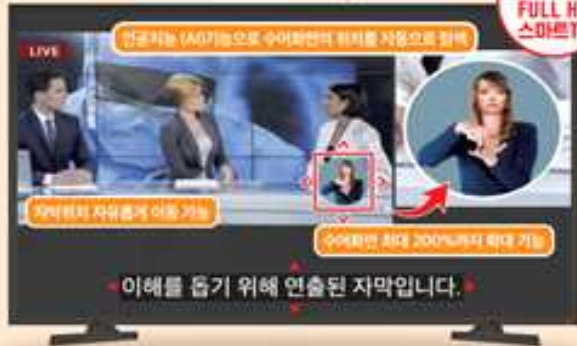 FULL H
스마트T
인공지능 (AI)기능으로 수어화면의 위치를 자동으로 탐색
LIVE
자막위치 자유롭게 이동 가능
수어화면 최대 200%까지 확대 가능
이해를 돕기 위해 연출된 자막입니다.